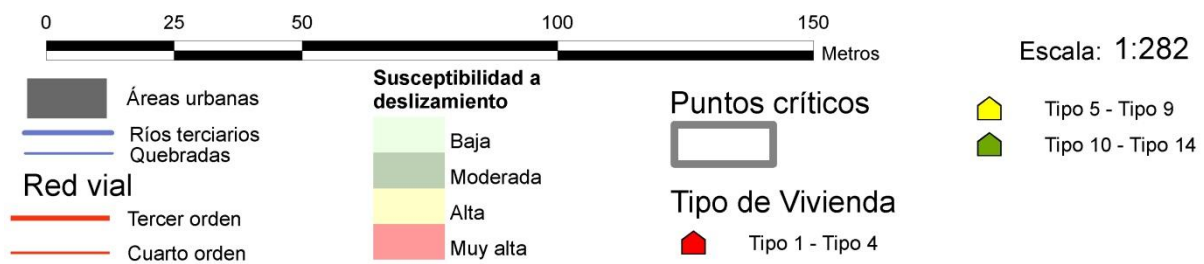 0 25 50 100 150
Metros
Escala: 1:282
Áreas urbanas
Ríos terciarios
Quebradas
Red vial
Tercer orden
Cuarto orden
Susceptibilidad a
deslizamiento
Baja
Moderada
Alta
Muy alta
Puntos críticos
Tipo de Vivienda
Tipo 1 - Tipo 4
Tipo 5 - Tipo 9
Tipo 10 - Tipo 14